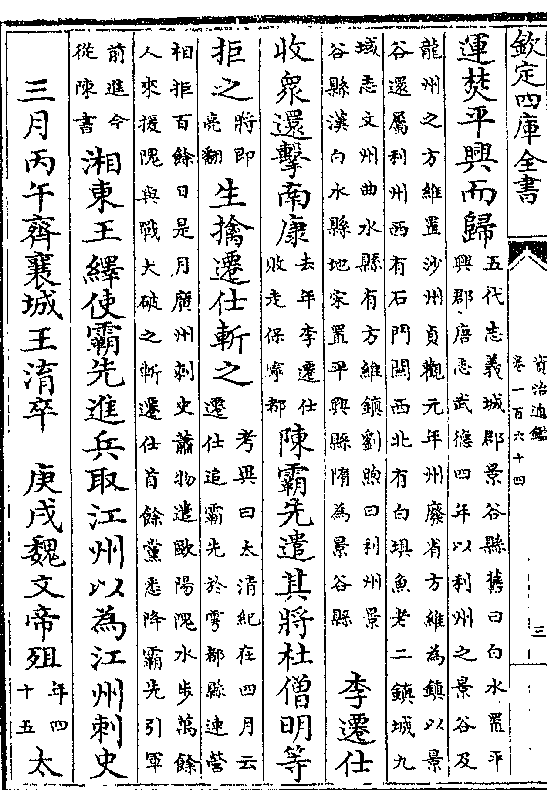 欽定四庫全書
資治通鑑
卷一百六十四
三
運焚平興而歸
五代志義城郡景谷縣舊曰白水置平
興郡唐志武德四年以利州之景谷及
龍州之方維置沙州貞觀元年州廢省方維為鎮以景
谷還屬利州西有石門關西北有白埧魚老二鎮城九
域志文州曲水縣有方維鎮劉昫曰利州景
谷縣漢白水縣地宋置平興縣隋為景谷縣
李遷仕
收衆還擊南康
去年李遷仕
敗走保寧都
陳霸先遣其將杜僧明等
拒之
將即
亮翻
生擒遷仕斬之
考異曰太清紀在四月云
遷仕追霸先於雩都縣連營
相拒百餘日是月廣州刺史蕭物遣歐陽隗水步萬餘
人來援隗與戰大破之斬遷仕首餘黨悉降霸先引軍
前進今
從陳書
湘東王繹使霸先進兵取江州以為江州刺史
三月丙午齊襄城王淯卒 庚戌魏文帝殂
年四
十五
太